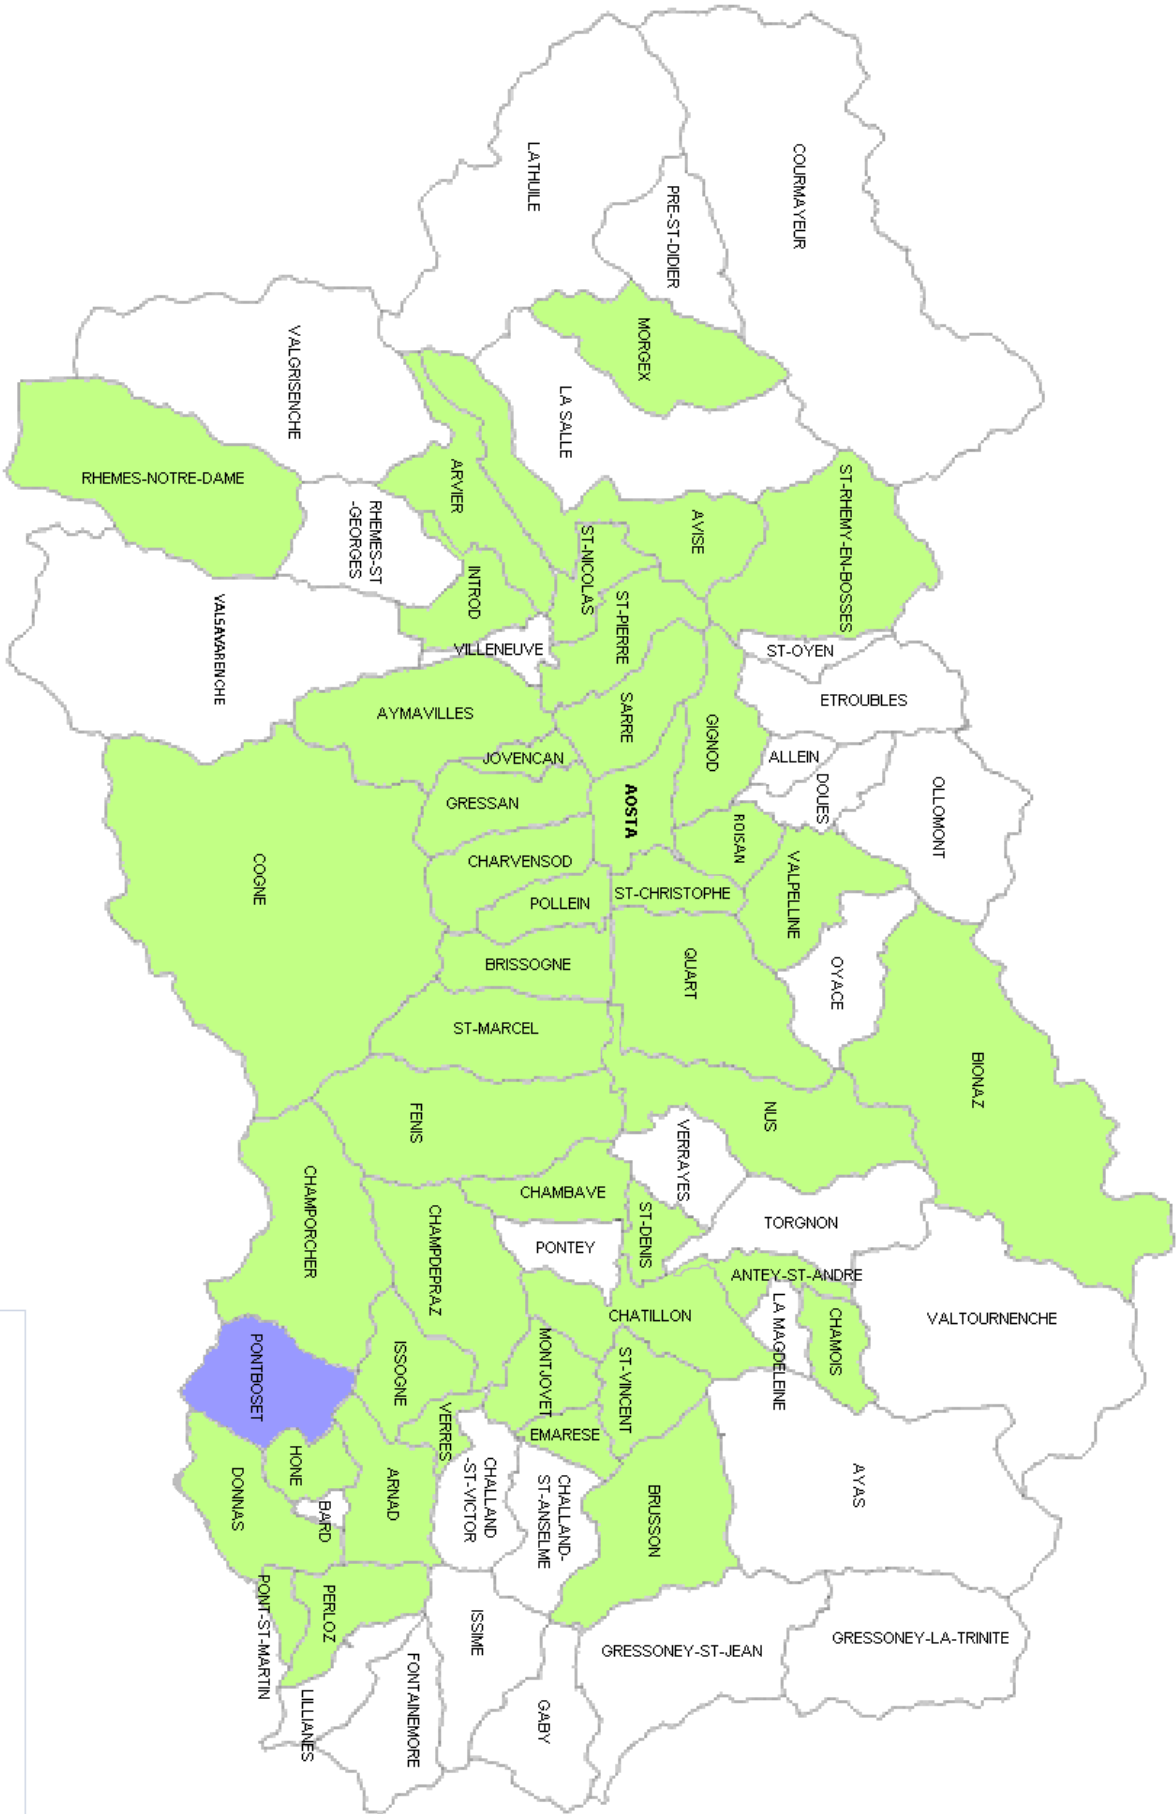 COURMAYEUR
LATHUILE
PRE-ST-DIDIER
MORGEX
LA SALLE
VALGRISENCHE
RHEMES-NOTRE-DAME
ARVIER
RHEMES-ST
-GEORGES
AVISE
ST-RHEMY-EN-BOSSES
ST-NICOLAS
INTROD
ST-PIERRE
VALSAVARENCHE
VILLENEUVE
ST-OYEN
ETROUBLES
AYMAVILLES
SARRE
GIGNOD
JOVENCAN
ALLEIN
DOUES
OLLOMONT
GRESSAN
AOSTA
ROISAN
COGNE
CHARVENSOD
ST-CHRISTOPHE
VALPELLINE
POLLEIN
BRISSOGNE
QUART
OYACE
ST-MARCEL
BIONAZ
FENIS
NUS
VERRAYES
CHAMPORCHER
CHAMBAVE
ST-DENIS
TORGNON
CHAMPDEPRAZ
PONTEY
ANTEY-ST-ANDRE
CHATILLON
LA MAGDELEINE
CHAMOIS
VALTOURNENCHE
PONTBOSET
ISSOGNE
MONTJOVET
ST-VINCENT
VERRES
EMARESE
HONE
DONNAS
BARD
ARNAD
CHALLAND
-ST-VICTOR
CHALLAND-
ST-ANSELME
BRUSSON
AYAS
PERLOZ
PONT-ST-MARTIN
ISSIME
GRESSONEY-ST-JEAN
GRESSONEY-LA-TRINITE
LILLIANES
FONTAINEMORE
GABY